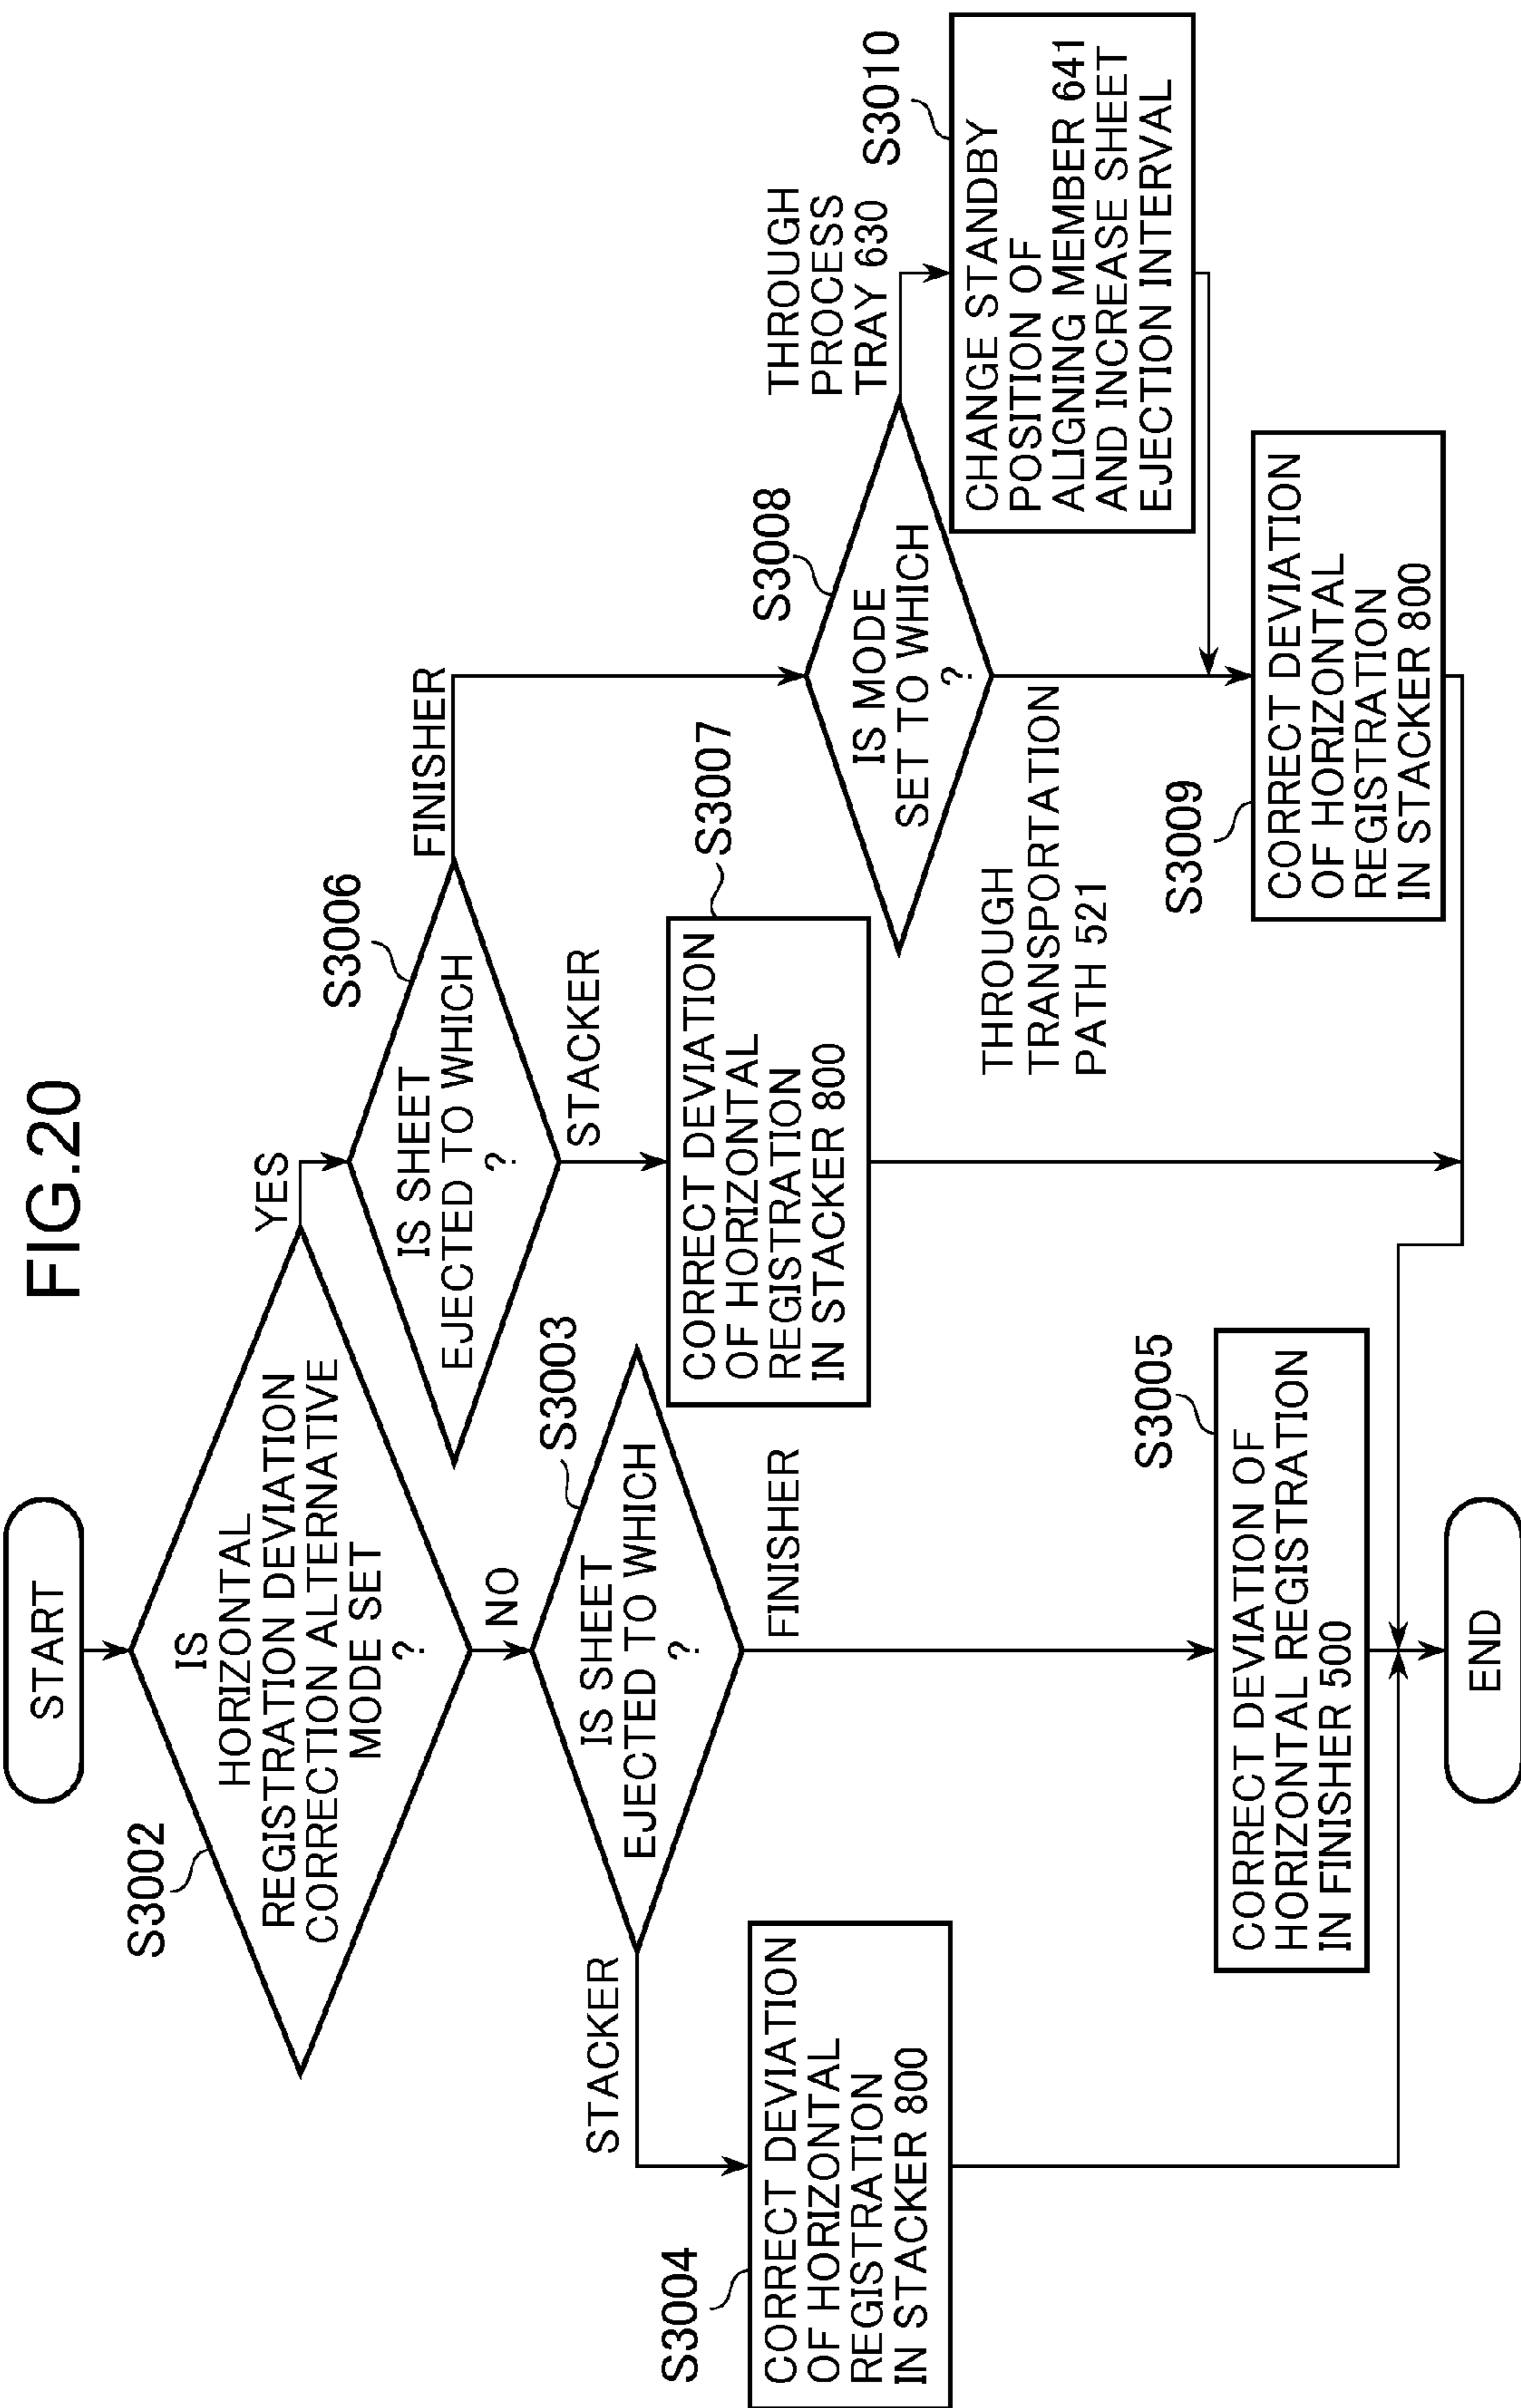 FIG.20
START
S3002
IS
HORIZONTAL
REGISTRATION DEVIATION
CORRECTION ALTERNATIVE
MODE SET
?
YES
NO
S3003
IS SHEET
EJECTED TO WHICH
?
STACKER
FINISHER
S3004
CORRECT DEVIATION
OF HORIZONTAL
REGISTRATION
IN STACKER 800
S3005
CORRECT DEVIATION OF
HORIZONTAL REGISTRATION
IN FINISHER 500
S3006
IS SHEET
EJECTED TO WHICH
?
FINISHER
STACKER
S3007
CORRECT DEVIATION
OF HORIZONTAL
REGISTRATION
IN STACKER 800
S3008
IS MODE
SET TO WHICH
?
THROUGH
PROCESS
TRAY 630
THROUGH
TRANSPORTATION
PATH 521
S3010
CHANGE STANDBY
POSITION OF
ALIGNING MEMBER 641
AND INCREASE SHEET
EJECTION INTERVAL
S3009
CORRECT DEVIATION
OF HORIZONTAL
REGISTRATION
IN STACKER 800
END